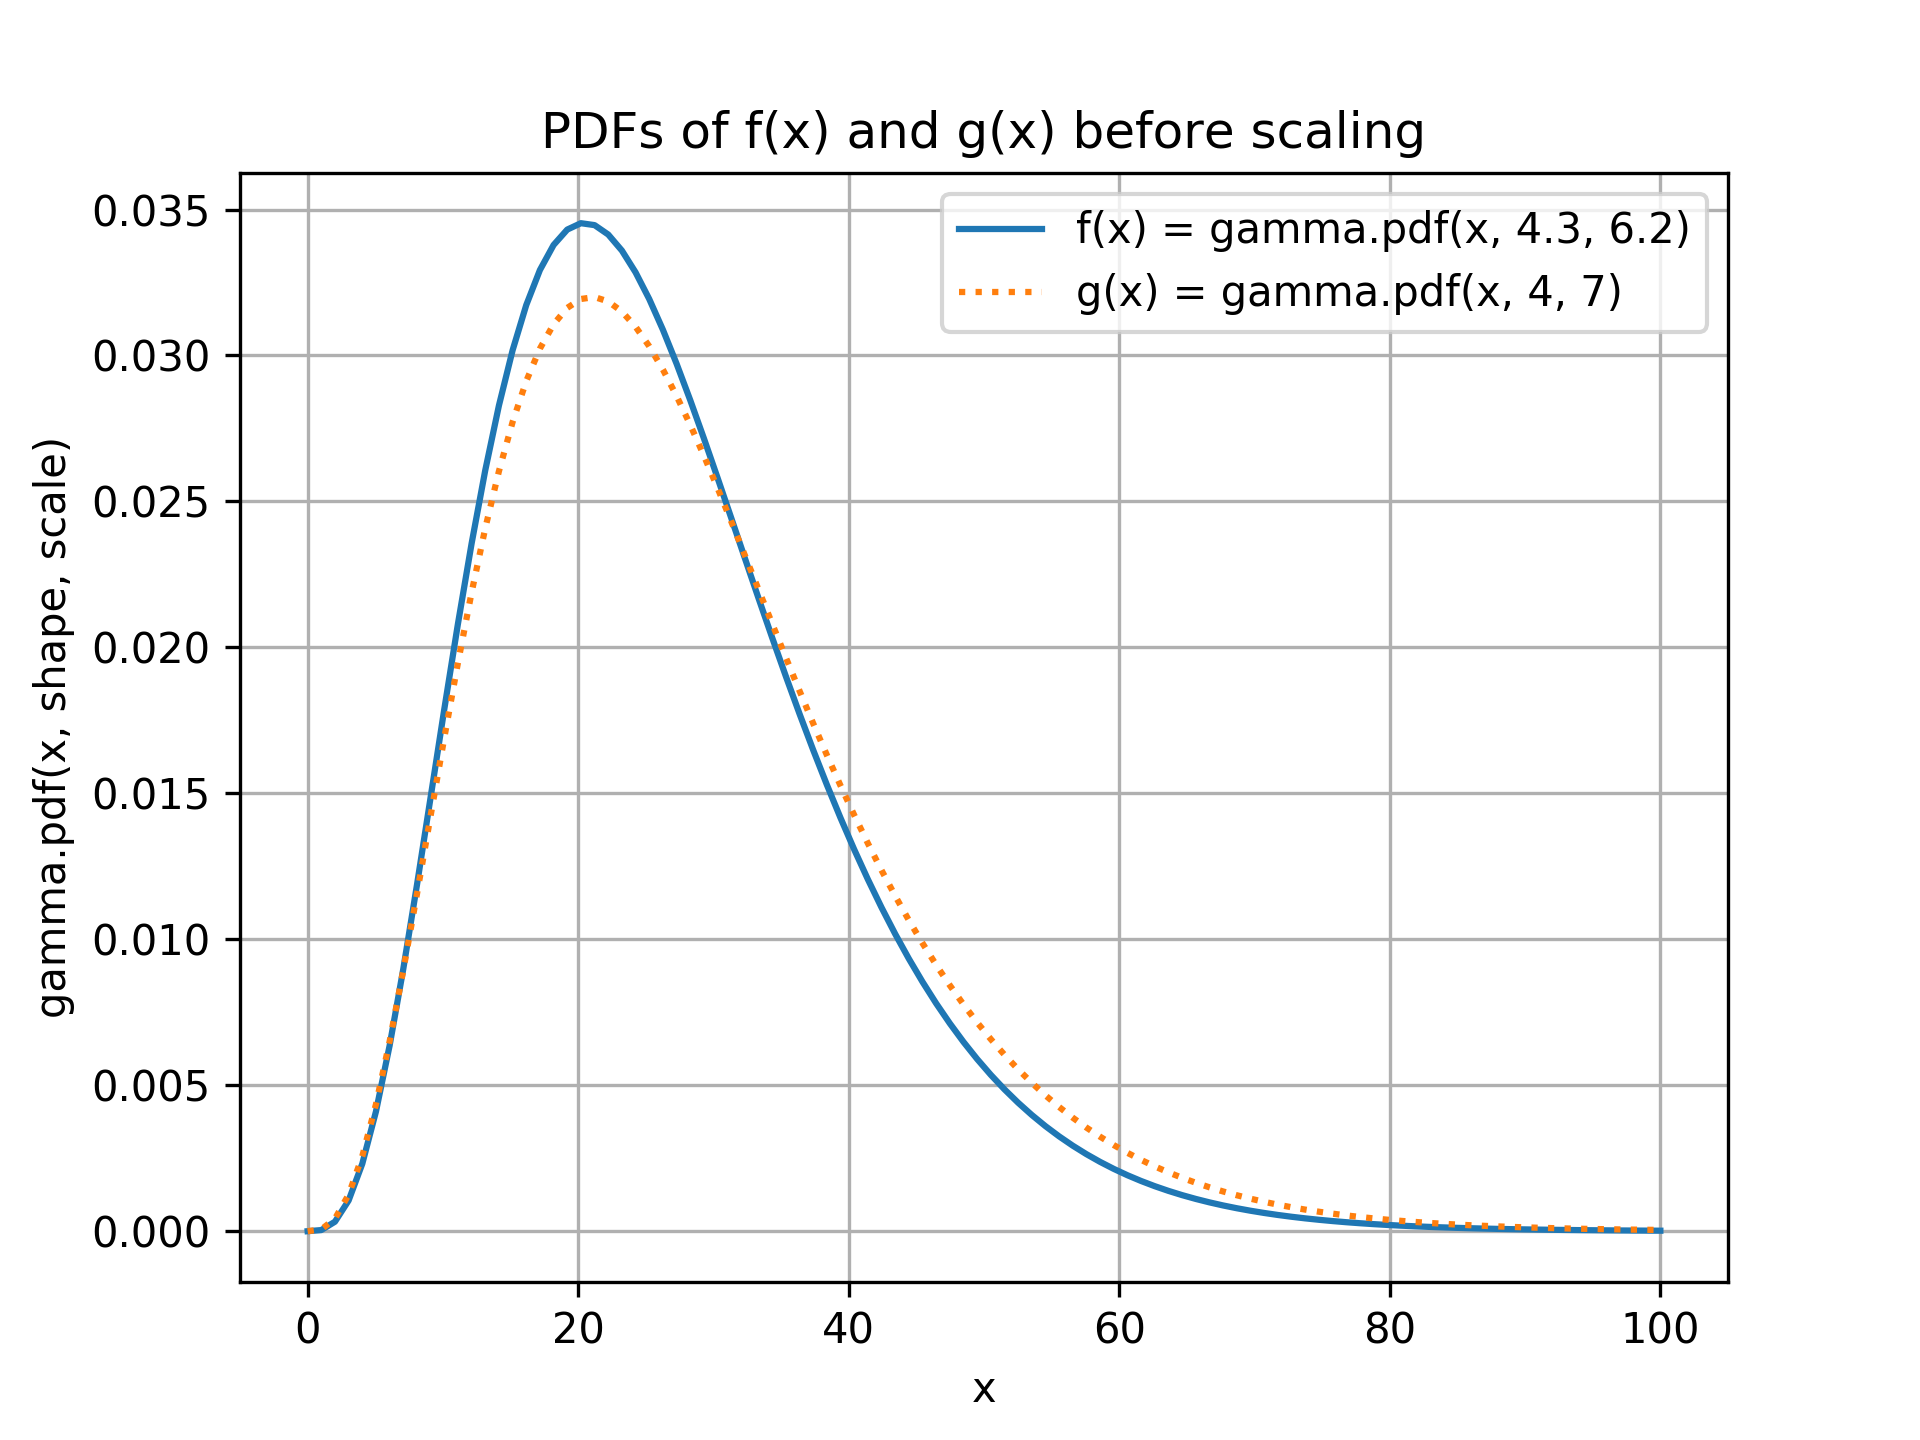 PDFs of f(x) and g(x) before scaling
f(x) = gamma.pdf(x, 4.3, 6.2)
g(x) = gamma.pdf(x, 4, 7)
gamma.pdf(x, shape, scale)
0.035
0.030
0.025
0.020
0.015
0.010
0.005
0.000
0 20 40 60 80 100
x